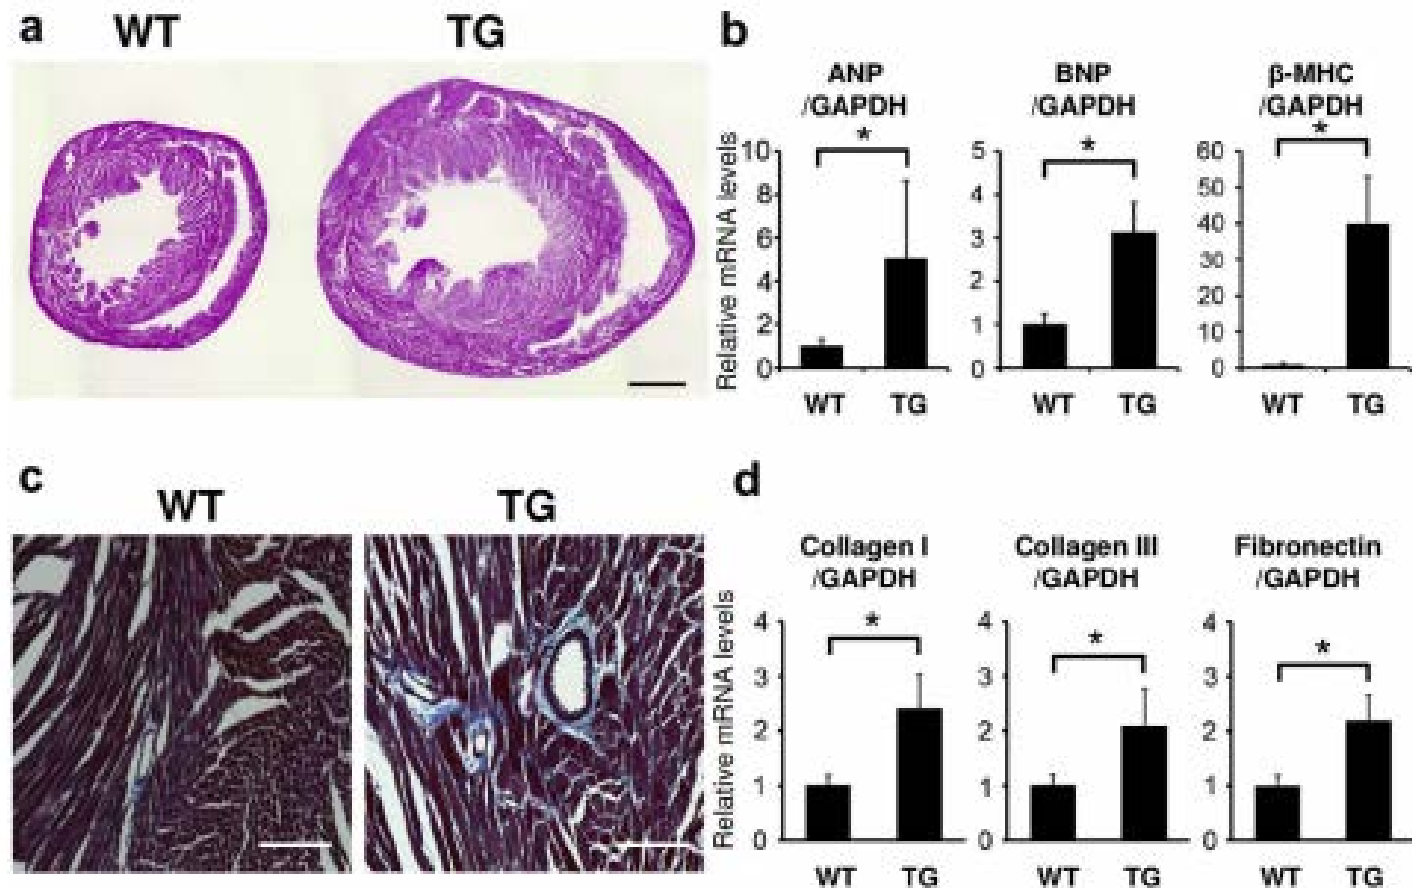 a
WT TG
b
ANP
/GAPDH
BNP
/GAPDH
β-MHC
/GAPDH
Relative mRNA levels
10
8
6
4
2
0
*
WT TG
5
4
3
2
1
0
*
WT TG
60
50
40
30
20
10
0
*
WT TG
c
WT TG
d
Collagen I
/GAPDH
Collagen III
/GAPDH
Fibronectin
/GAPDH
Relative mRNA levels
4
3
2
1
0
*
WT TG
4
3
2
1
0
*
WT TG
4
3
2
1
0
*
WT TG